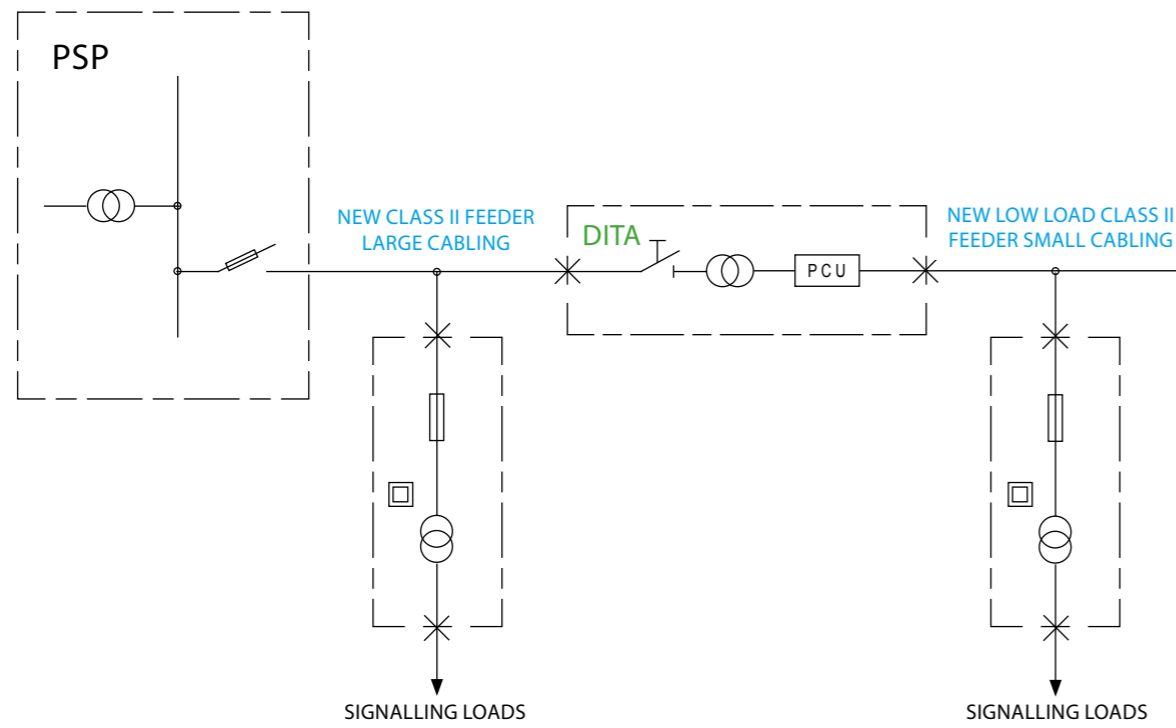 PSP
NEW CLASS II FEEDER
LARGE CABLING
DITA
NEW LOW LOAD CLASS II
FEEDER SMALL CABLING
PCU
SIGNALLING LOADS
SIGNALLING LOADS